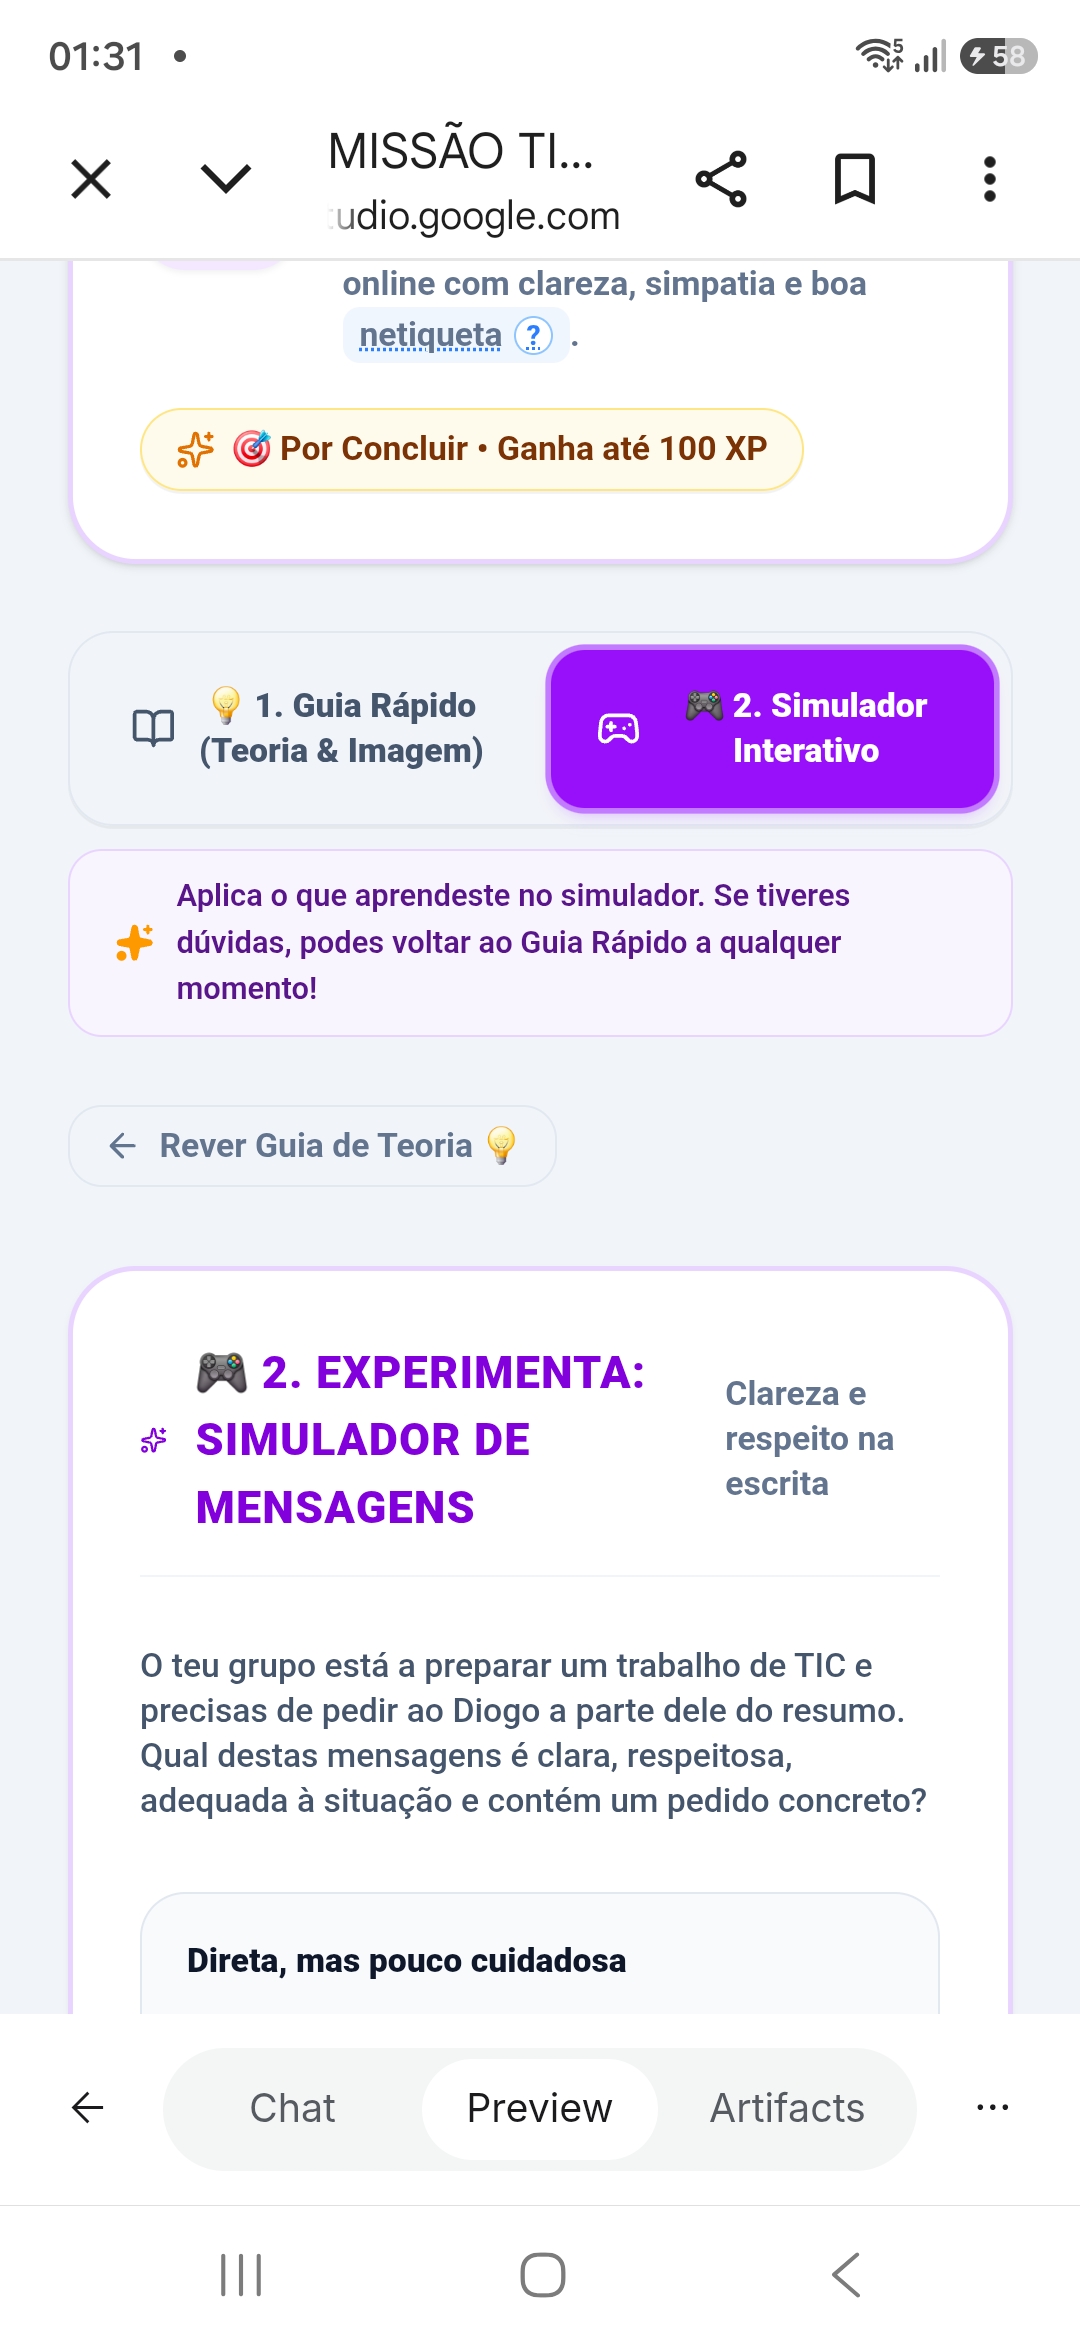 01:31
5
58
MISSÃO TI...
udio.google.com
online com clareza, simpatia e boa
netiqueta ? .
🎯 Por Concluir • Ganha até 100 XP
💡 1. Guia Rápido
(Teoria & Imagem)
🎮 2. Simulador
Interativo
Aplica o que aprendeste no simulador. Se tiveres
dúvidas, podes voltar ao Guia Rápido a qualquer
momento!
← Rever Guia de Teoria 💡
🎮 2. EXPERIMENTA:
SIMULADOR DE
MENSAGENS
Clareza e
respeito na
escrita
O teu grupo está a preparar um trabalho de TIC e
precisas de pedir ao Diogo a parte dele do resumo.
Qual destas mensagens é clara, respeitosa,
adequada à situação e contém um pedido concreto?
Direta, mas pouco cuidadosa
Chat
Preview
Artifacts